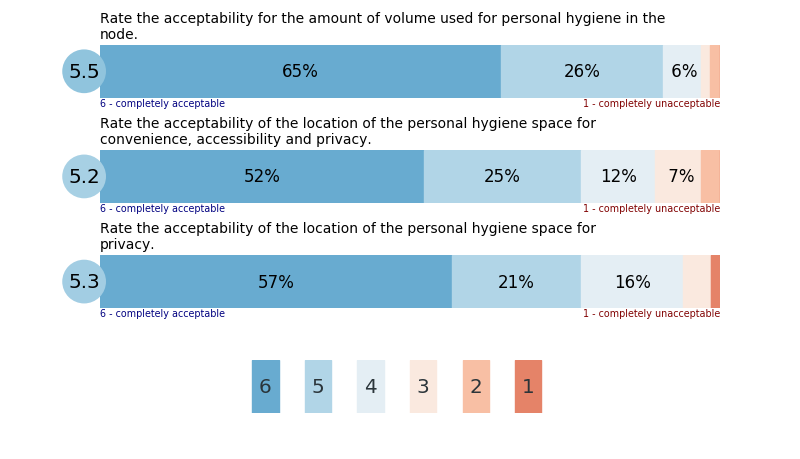 Rate the acceptability for the amount of volume used for personal hygiene in the
node.
5.5 65% 26% 6%
6 - completely acceptable 1 - completely unacceptable
Rate the acceptability of the location of the personal hygiene space for
convenience, accessibility and privacy.
5.2 52% 25% 12% 7%
6 - completely acceptable 1 - completely unacceptable
Rate the acceptability of the location of the personal hygiene space for
privacy.
5.3 57% 21% 16%
6 - completely acceptable 1 - completely unacceptable
6 5 4 3 2 1